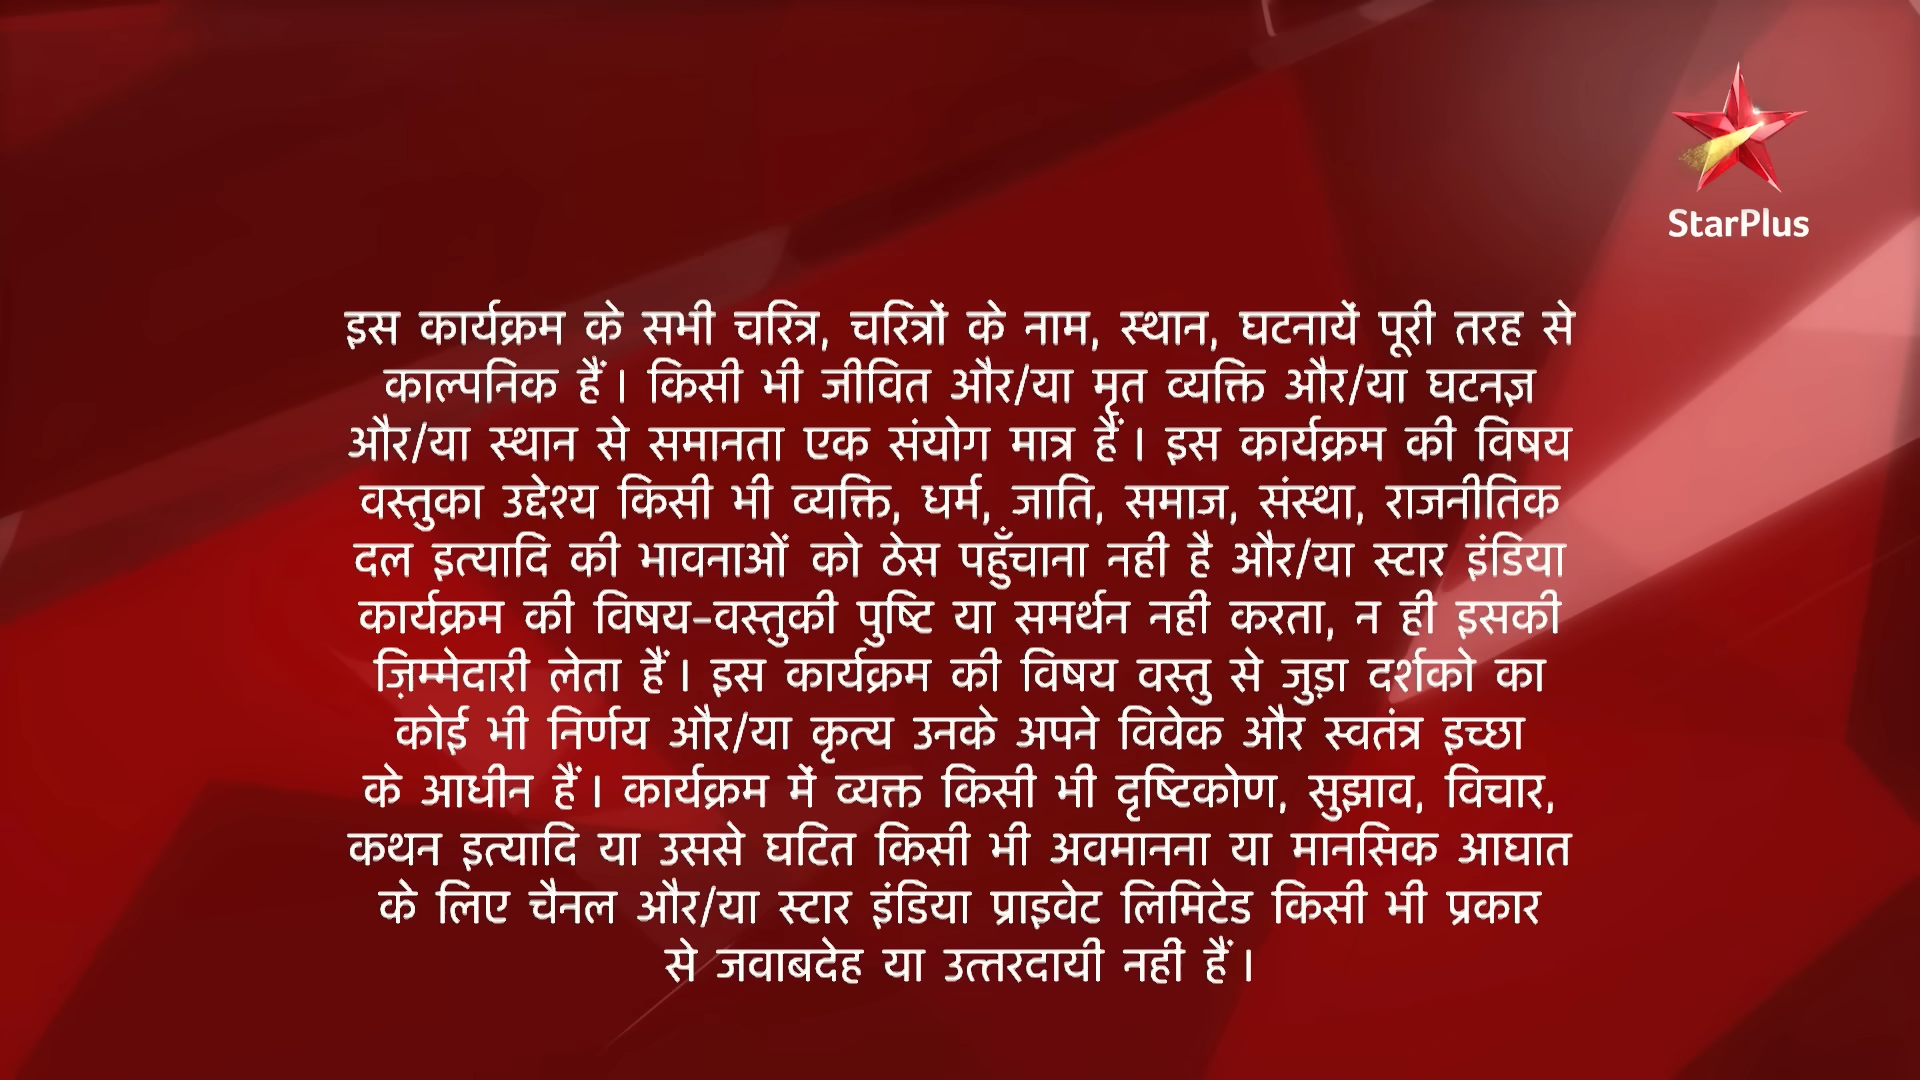 StarPlus
इस कार्यक्रम के सभी चरित्र, चरित्रों के नाम, स्थान, घटनायें पूरी तरह से
काल्पनिक हैं। किसी भी जीवित और/या मृत व्यक्ति और/या घटनज्ञ
और/या स्थान से समानता एक संयोग मात्र हैं। इस कार्यक्रम की विषय
वस्तुका उद्देश्य किसी भी व्यक्ति, धर्म, जाति, समाज, संस्था, राजनीतिक
दल इत्यादि की भावनाओं को ठेस पहुँचाना नही है और/या स्टार इंडिया
कार्यक्रम की विषय-वस्तुकी पुष्टि या समर्थन नही करता, न ही इसकी
ज़िम्मेदारी लेता हैं। इस कार्यक्रम की विषय वस्तु से जुड़ा दर्शको का
कोई भी निर्णय और/या कृत्य उनके अपने विवेक और स्वतंत्र इच्छा
के आधीन हैं। कार्यक्रम में व्यक्त किसी भी दृष्टिकोण, सुझाव, विचार,
कथन इत्यादि या उससे घटित किसी भी अवमानना या मानसिक आघात
के लिए चैनल और/या स्टार इंडिया प्राइवेट लिमिटेड किसी भी प्रकार
से जवाबदेह या उत्तरदायी नही हैं।